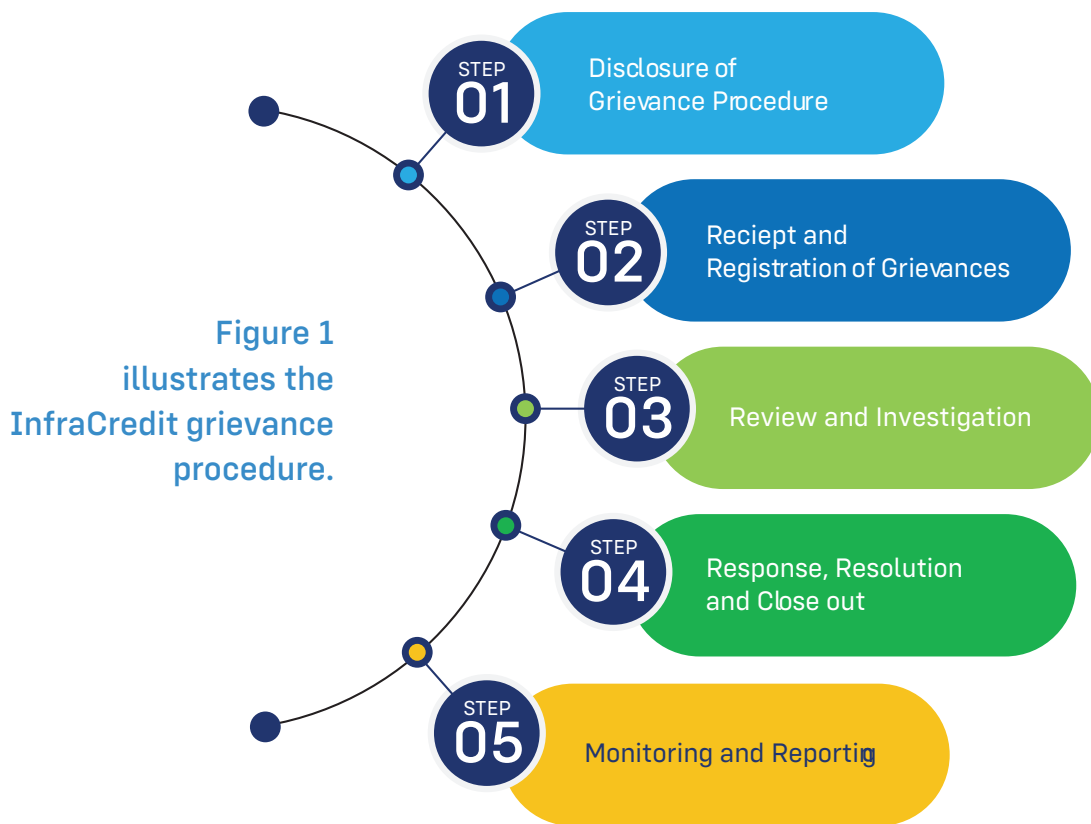 STEP
01
Disclosure of
Grievance Procedure
STEP
02
Reciept and
Registration of Grievances
Figure 1
illustrates the
InfraCredit grievance
procedure.
STEP
03
Review and Investigation
STEP
04
Response, Resolution
and Close out
STEP
05
Monitoring and Reporting